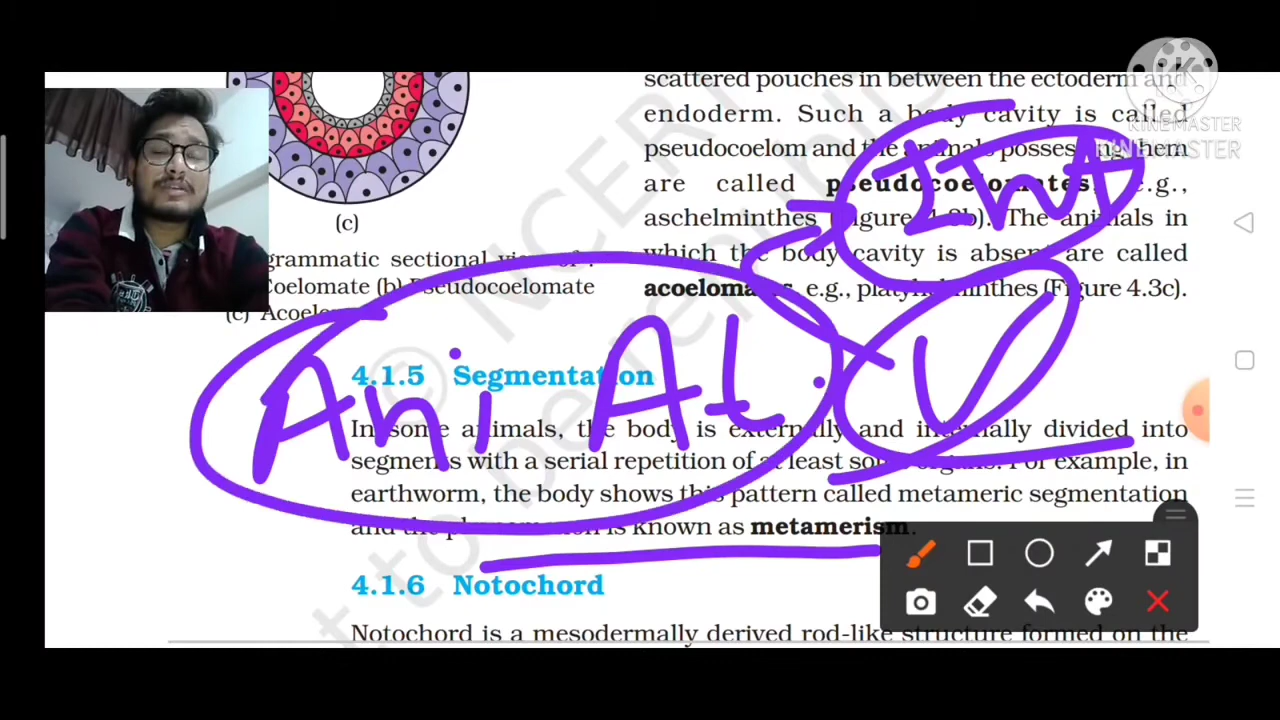 scattered pouches in between the ectoderm and
endoderm. Such a body cavity is called
pseudocoelom and the animals possessing them
are called pseudocoelomates, e.g.,
aschelminthes (Figure 4.3b). The animals in
which the body cavity is absent are called
acoelomates, e.g., platyhelminthes (Figure 4.3c).
(c)
grammatic sectional view of :
Coelomate (b) Pseudocoelomate
(c) Acoelomate
4.1.5 Segmentation
In some animals, the body is externally and internally divided into
segments with a serial repetition of at least some organs. For example, in
earthworm, the body shows this pattern called metameric segmentation
and the phenomenon is known as metamerism.
4.1.6 Notochord
Notochord is a mesodermally derived rod-like structure formed on the
Ani At
V
© NCERT
KINEMASTER
KINEMASTER